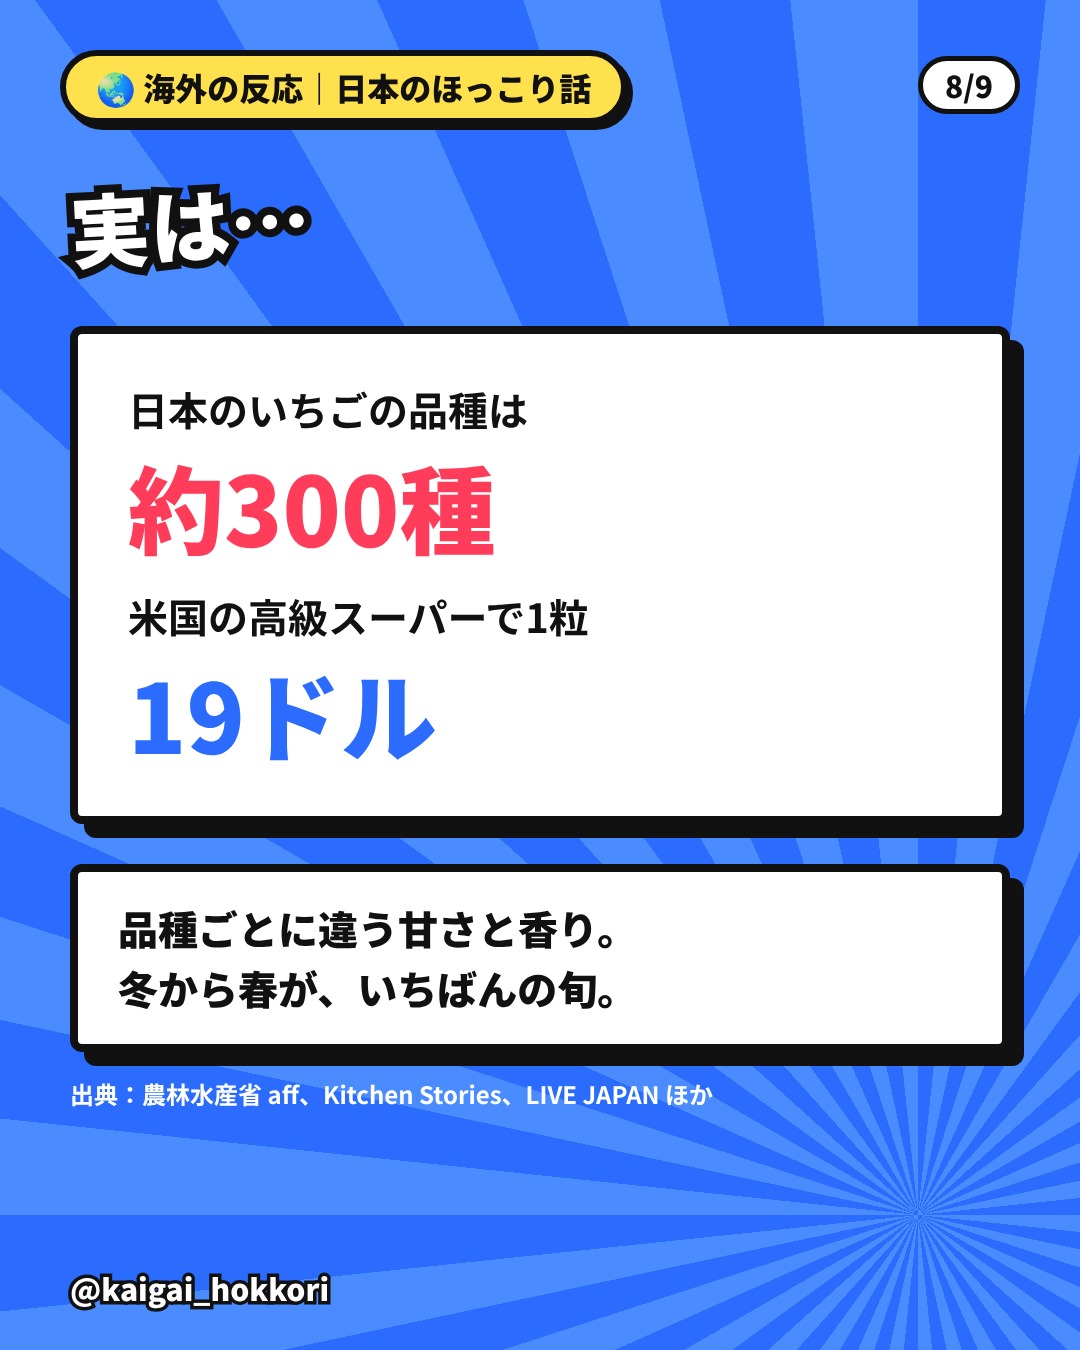 海外の反応｜日本のほっこり話
8/9
実は…
日本のいちごの品種は
約300種
米国の高級スーパーで1粒
19ドル
品種ごとに違う甘さと香り。
冬から春が、いちばんの旬。
出典：農林水産省 aff、Kitchen Stories、LIVE JAPAN ほか
@kaigai_hokkori